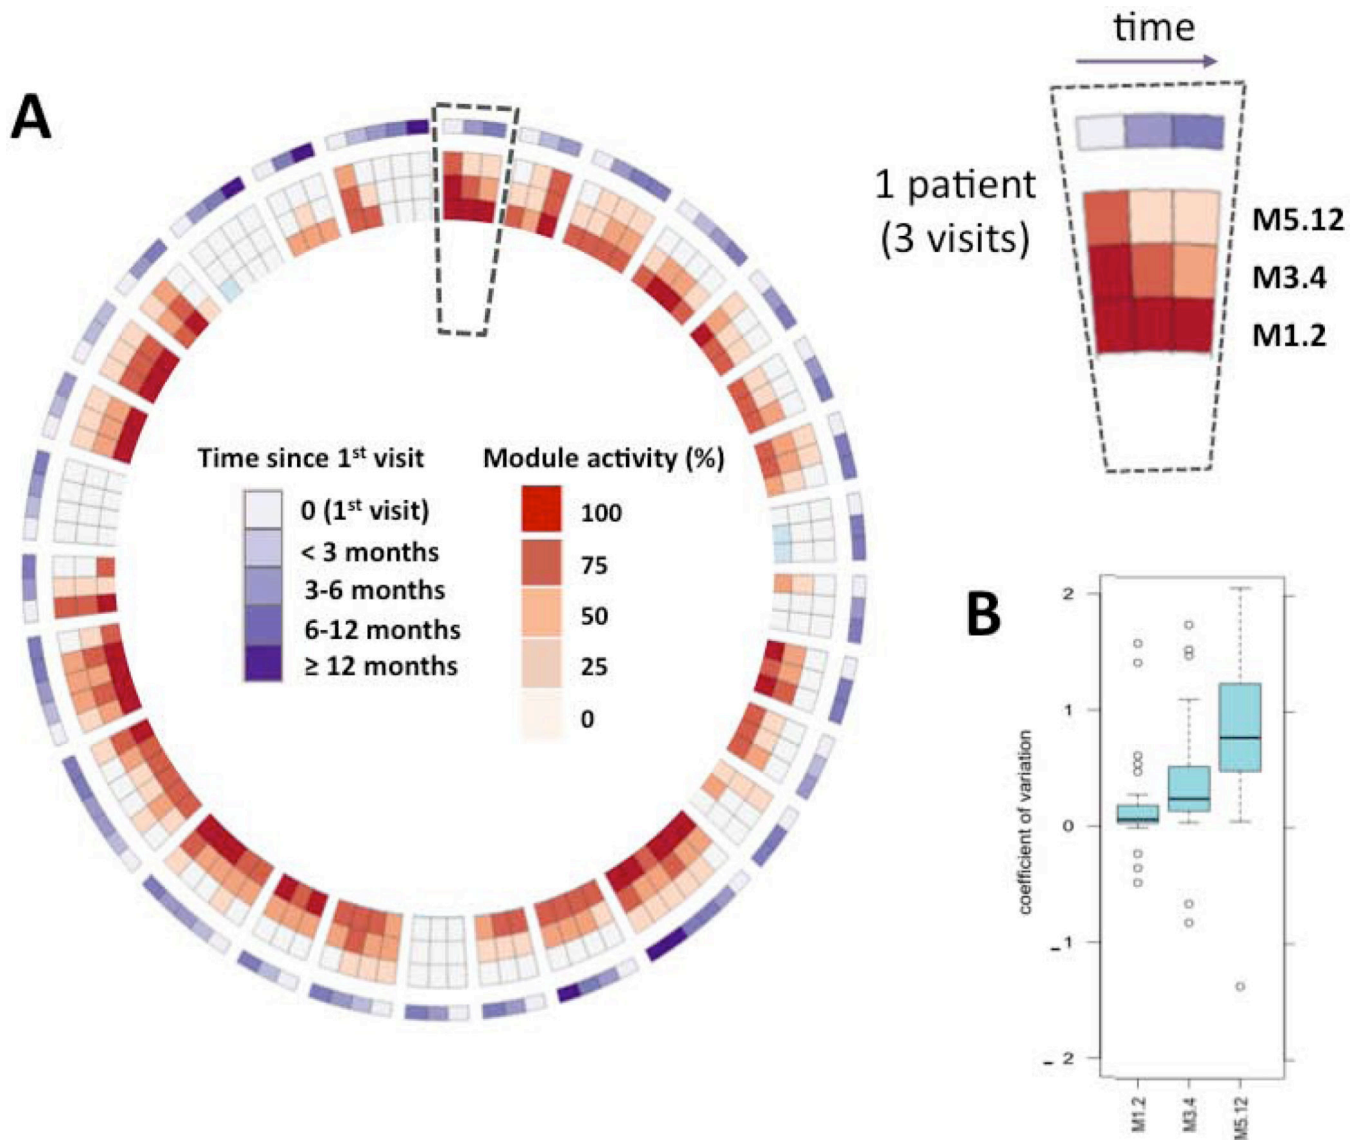 A
time
1 patient
(3 visits)
M5.12
M3.4
M1.2
Time since 1st visit
0 (1st visit)
< 3 months
3-6 months
6-12 months
≥ 12 months
Module activity (%)
100
75
50
25
0
B
coefficient of variation
2
1
0
-1
-2
M1.2
M3.4
M5.12